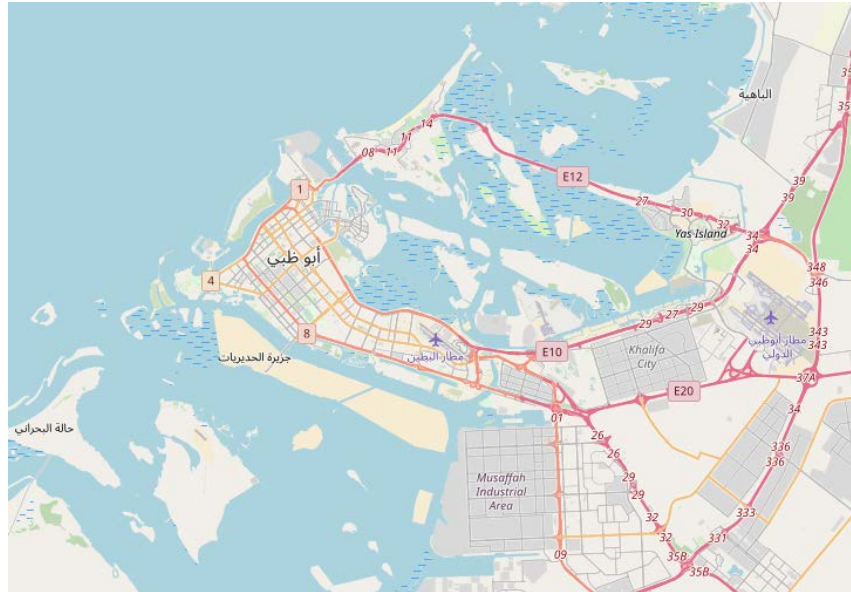 الباهية
35
35
14
11
08
11
39
39
E12
1
27
30
32
Yas Island
34
34
أبو ظبي
348
346
4
29
27
29
8
مطار أبوظبي
الدولي
343
343
مطار البطين
جزيرة الحديريات
E10
Khalifa
City
37A
E20
34
01
حالة البحراني
26
26
336
336
Musaffah
Industrial
Area
29
29
333
32
32
331
09
35B
35B